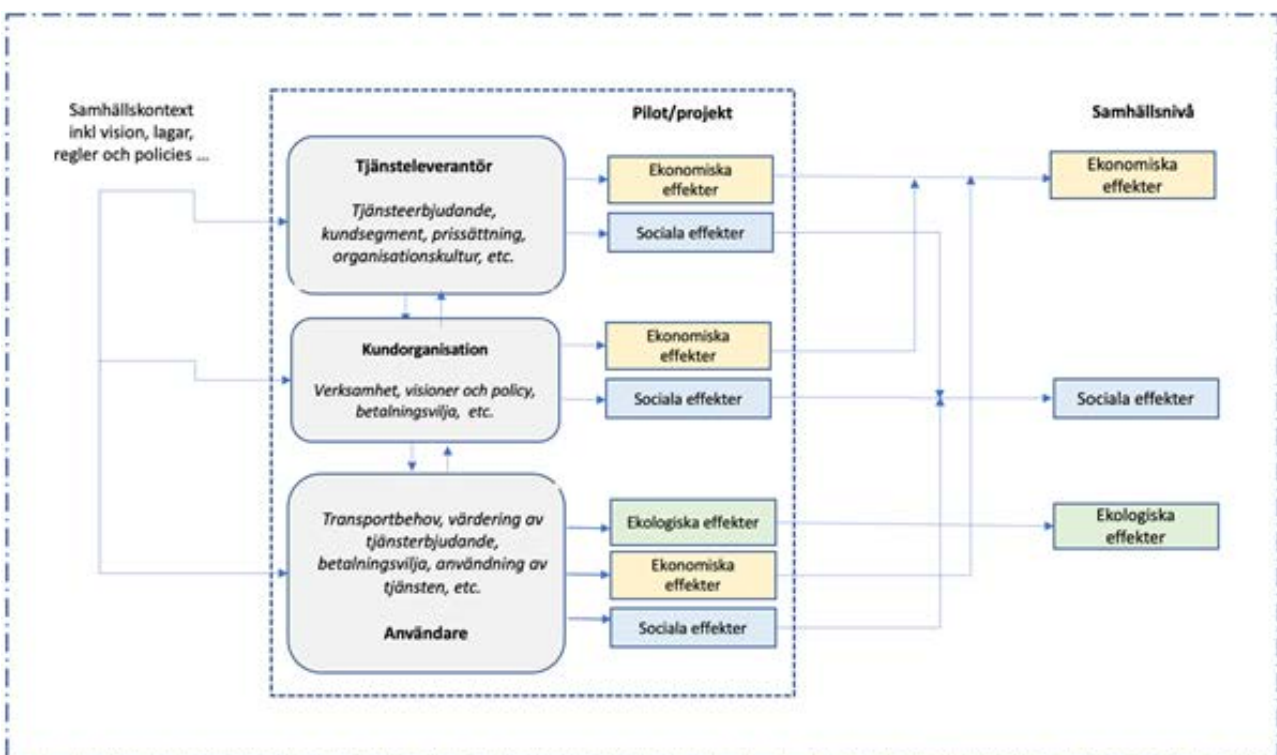 Samhällskontext
inkl vision, lagar,
regler och policies ...
Pilot/projekt
Samhällsnivå
Tjänsteleverantör
Tjänsteerbjudande,
kundsegment, prissättning,
organisationskultur, etc.
Ekonomiska
effekter
Sociala effekter
Ekonomiska
effekter
Kundorganisation
Verksamhet, visioner och policy,
betalningsvilja, etc.
Ekonomiska
effekter
Sociala effekter
Sociala effekter
Transportbehov, värdering av
tjänsterbjudande,
betalningsvilja, användning av
tjänsten, etc.
Användare
Ekologiska effekter
Ekonomiska
effekter
Sociala effekter
Ekologiska
effekter